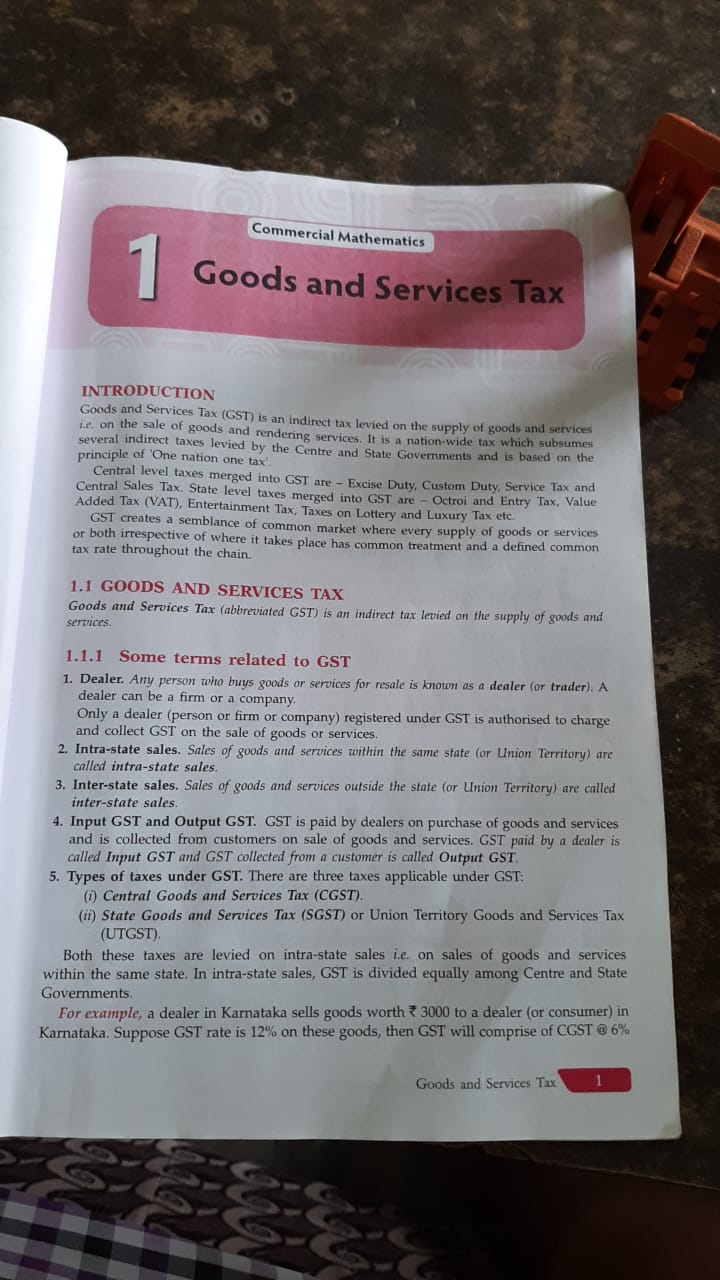 Commercial Mathematics
1 Goods and Services Tax
INTRODUCTION
Goods and Services Tax (GST) is an indirect tax levied on the supply of goods and services
i.e. on the sale of goods and rendering services. It is a nation-wide tax which subsumes
several indirect taxes levied by the Centre and State Governments and is based on the
principle of 'One nation one tax'.
Central level taxes merged into GST are – Excise Duty, Custom Duty, Service Tax and
Central Sales Tax. State level taxes merged into GST are – Octroi and Entry Tax, Value
Added Tax (VAT), Entertainment Tax, Taxes on Lottery and Luxury Tax etc.
GST creates a semblance of common market where every supply of goods or services
or both irrespective of where it takes place has common treatment and a defined common
tax rate throughout the chain.
1.1 GOODS AND SERVICES TAX
Goods and Services Tax (abbreviated GST) is an indirect tax levied on the supply of goods and
services.
1.1.1 Some terms related to GST
1. Dealer. Any person who buys goods or services for resale is known as a dealer (or trader). A
dealer can be a firm or a company.
Only a dealer (person or firm or company) registered under GST is authorised to charge
and collect GST on the sale of goods or services.
2. Intra-state sales. Sales of goods and services within the same state (or Union Territory) are
called intra-state sales.
3. Inter-state sales. Sales of goods and services outside the state (or Union Territory) are called
inter-state sales.
4. Input GST and Output GST. GST is paid by dealers on purchase of goods and services
and is collected from customers on sale of goods and services. GST paid by a dealer is
called Input GST and GST collected from a customer is called Output GST.
5. Types of taxes under GST. There are three taxes applicable under GST:
(i) Central Goods and Services Tax (CGST).
(ii) State Goods and Services Tax (SGST) or Union Territory Goods and Services Tax
(UTGST).
Both these taxes are levied on intra-state sales i.e. on sales of goods and services
within the same state. In intra-state sales, GST is divided equally among Centre and State
Governments.
For example, a dealer in Karnataka sells goods worth ₹ 3000 to a dealer (or consumer) in
Karnataka. Suppose GST rate is 12% on these goods, then GST will comprise of CGST @ 6%
Goods and Services Tax 1